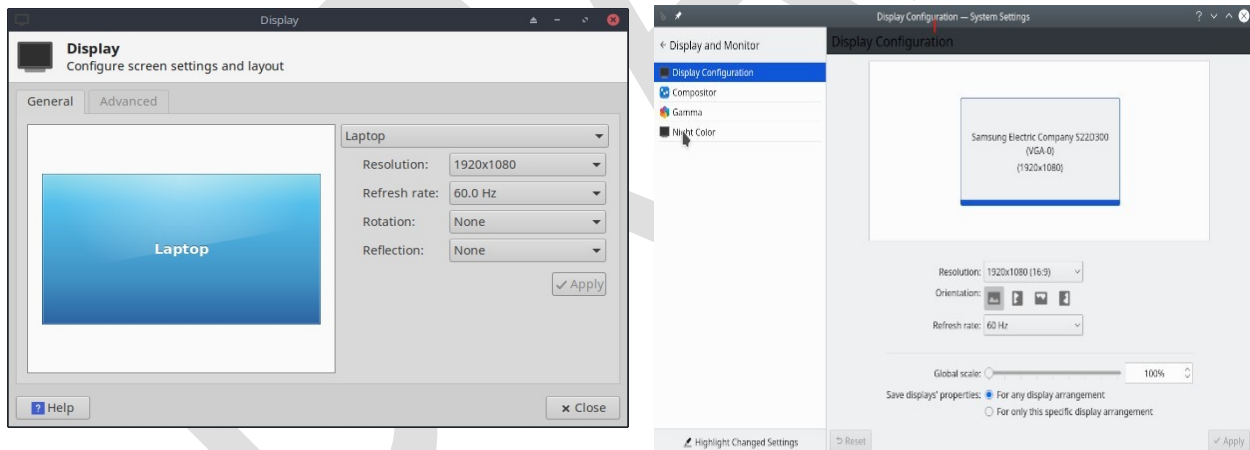 Display
Display
Configure screen settings and layout
General
Advanced
Laptop
Laptop
Resolution: 1920x1080
Refresh rate: 60.0 Hz
Rotation: None
Reflection: None
Apply
Help
Close
Display Configuration — System Settings
Display and Monitor
Display Configuration
Compositor
Gamma
Night Color
Highlight Changed Settings
Display Configuration
Samsung Electric Company S22D300
(VGA-0)
(1920x1080)
Resolution: 1920x1080 (16:9)
Orientation:
Refresh rate: 60 Hz
Global scale: 100%
Save displays' properties: For any display arrangement
For only this specific display arrangement
Reset
Apply